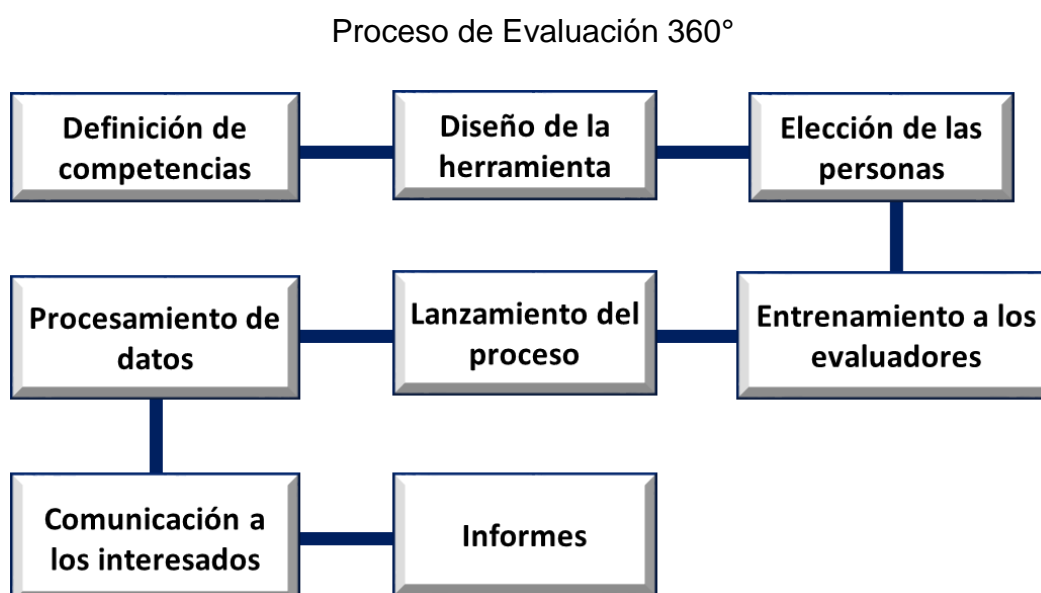 Proceso de Evaluación 360°
Definición de
competencias
Diseño de la
herramienta
Elección de las
personas
Entrenamiento a los
evaluadores
Lanzamiento del
proceso
Procesamiento de
datos
Comunicación a
los interesados
Informes